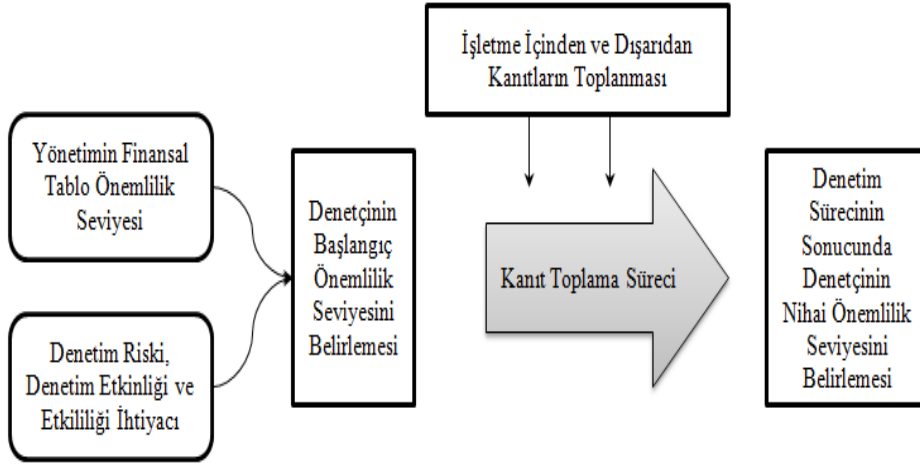 İşletme İçinden ve Dışarıdan
Kanıtların Toplanması
Yönetimin Finansal
Tablo Önemlilik
Seviyesi
Denetim Riski,
Denetim Etkinliği ve
Etkililiği İhtiyacı
Denetçinin
Başlangıç
Önemlilik
Seviyesini
Belirlemesi
Kanıt Toplama Süreci
Denetim
Sürecinin
Sonucunda
Denetçinin
Nihai Önemlilik
Seviyesini
Belirlemesi